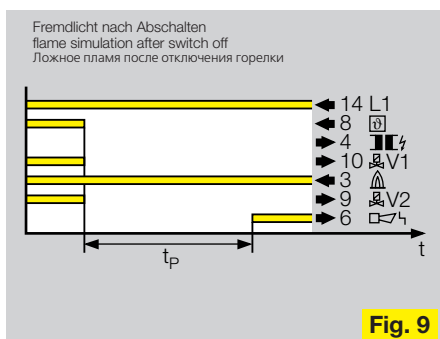 Fremdlicht nach Abschalten
flame simulation after switch off
Ложное пламя после отключения горелки
14 L1
8 ϑ
4
10 V1
3
9 V2
6
t
tP
Fig. 9